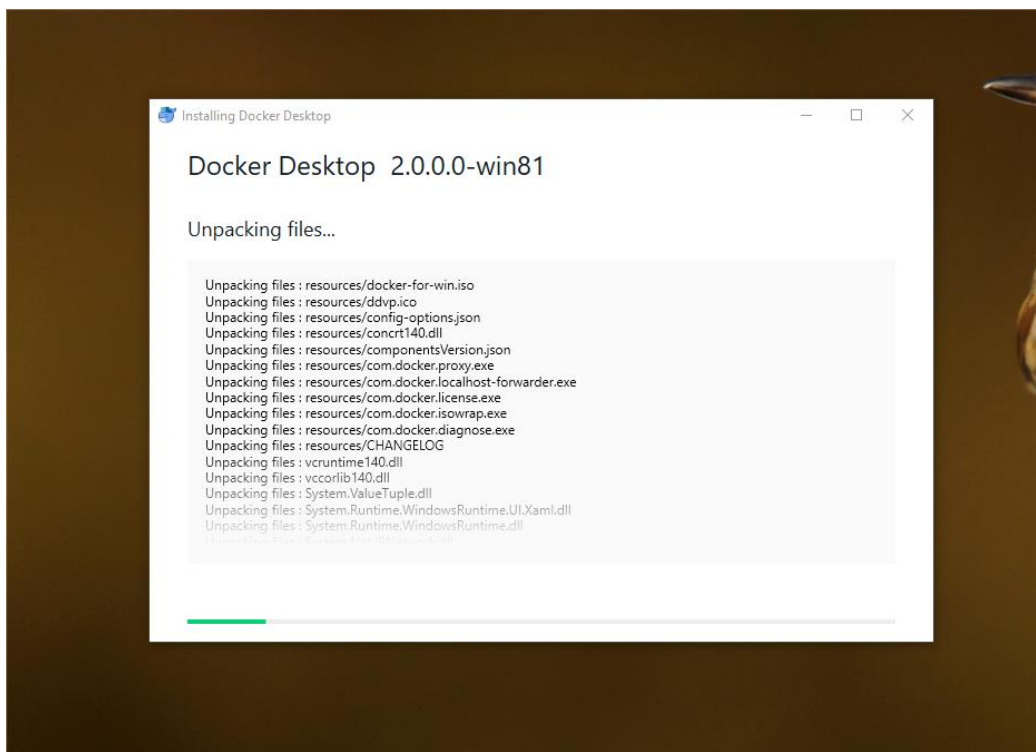 Installing Docker Desktop
Docker Desktop 2.0.0.0-win81
Unpacking files...
Unpacking files : resources/docker-for-win.iso
Unpacking files : resources/ddvp.ico
Unpacking files : resources/config-options.json
Unpacking files : resources/concrt140.dll
Unpacking files : resources/componentsVersion.json
Unpacking files : resources/com.docker.proxy.exe
Unpacking files : resources/com.docker.localhost-forwarder.exe
Unpacking files : resources/com.docker.license.exe
Unpacking files : resources/com.docker.isowrap.exe
Unpacking files : resources/com.docker.diagnose.exe
Unpacking files : resources/CHANGELOG
Unpacking files : vcruntime140.dll
Unpacking files : vccorlib140.dll
Unpacking files : System.ValueTuple.dll
Unpacking files : System.Runtime.WindowsRuntime.UI.Xaml.dll
Unpacking files : System.Runtime.WindowsRuntime.dll
Unpacking files :